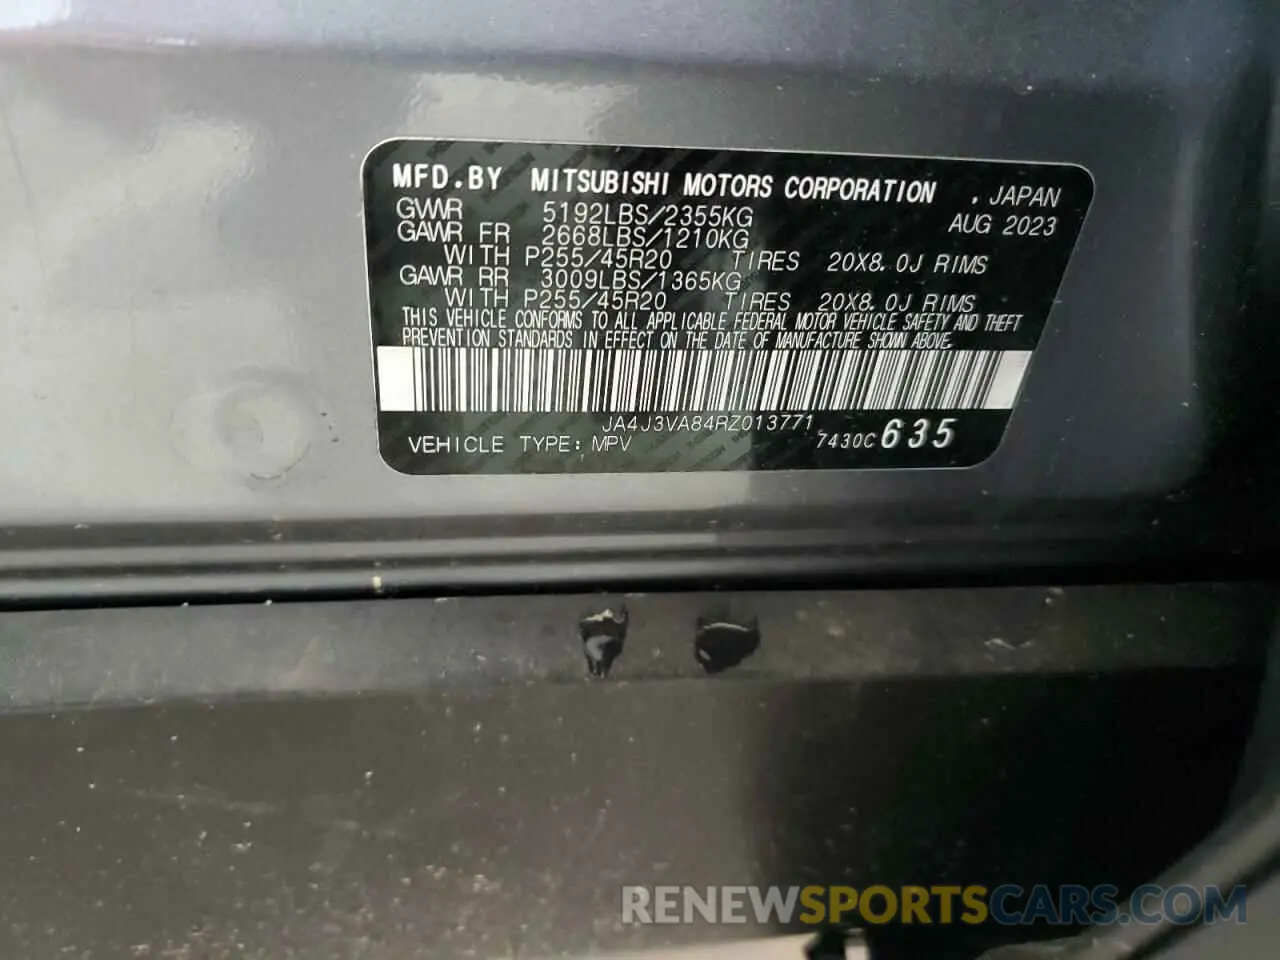 MFD.BY MITSUBISHI MOTORS CORPORATION . JAPAN
GVWR 5192LBS/2355KG AUG 2023
GAWR FR 2668LBS/1210KG
WITH P255/45R20 TIRES 20X8.0J RIMS
GAWR RR 3009LBS/1365KG
WITH P255/45R20 TIRES 20X8.0J RIMS
THIS VEHICLE CONFORMS TO ALL APPLICABLE FEDERAL MOTOR VEHICLE SAFETY AND THEFT
PREVENTION STANDARDS IN EFFECT ON THE DATE OF MANUFACTURE SHOWN ABOVE.
JA4J3VA84RZ013771
VEHICLE TYPE: MPV 7430C 635
RENEWSPORTSCARS.COM